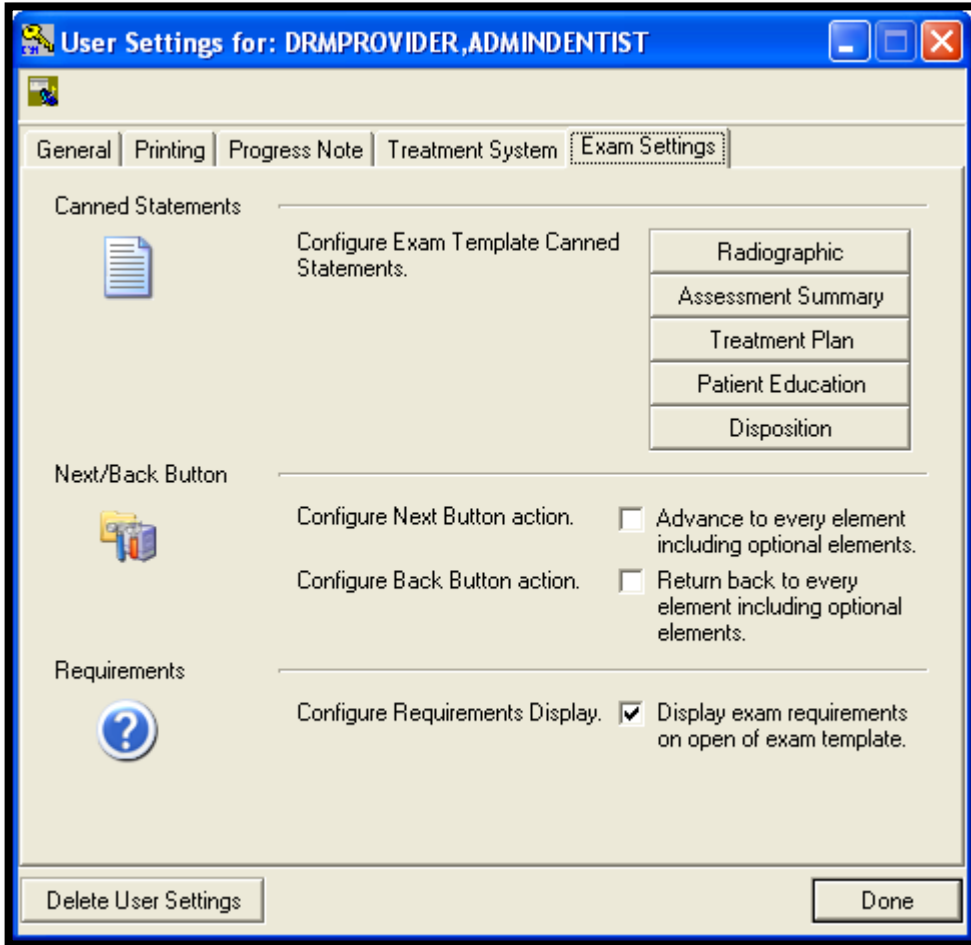 User Settings for: DRMPROVIDER,ADMINDENTIST
General
Printing
Progress Note
Treatment System
Exam Settings
Canned Statements
Configure Exam Template Canned
Statements.
Radiographic
Assessment Summary
Treatment Plan
Patient Education
Disposition
Next/Back Button
Configure Next Button action.
Advance to every element
including optional elements.
Configure Back Button action.
Return back to every
element including optional
elements.
Requirements
Configure Requirements Display.
Display exam requirements
on open of exam template.
Delete User Settings
Done